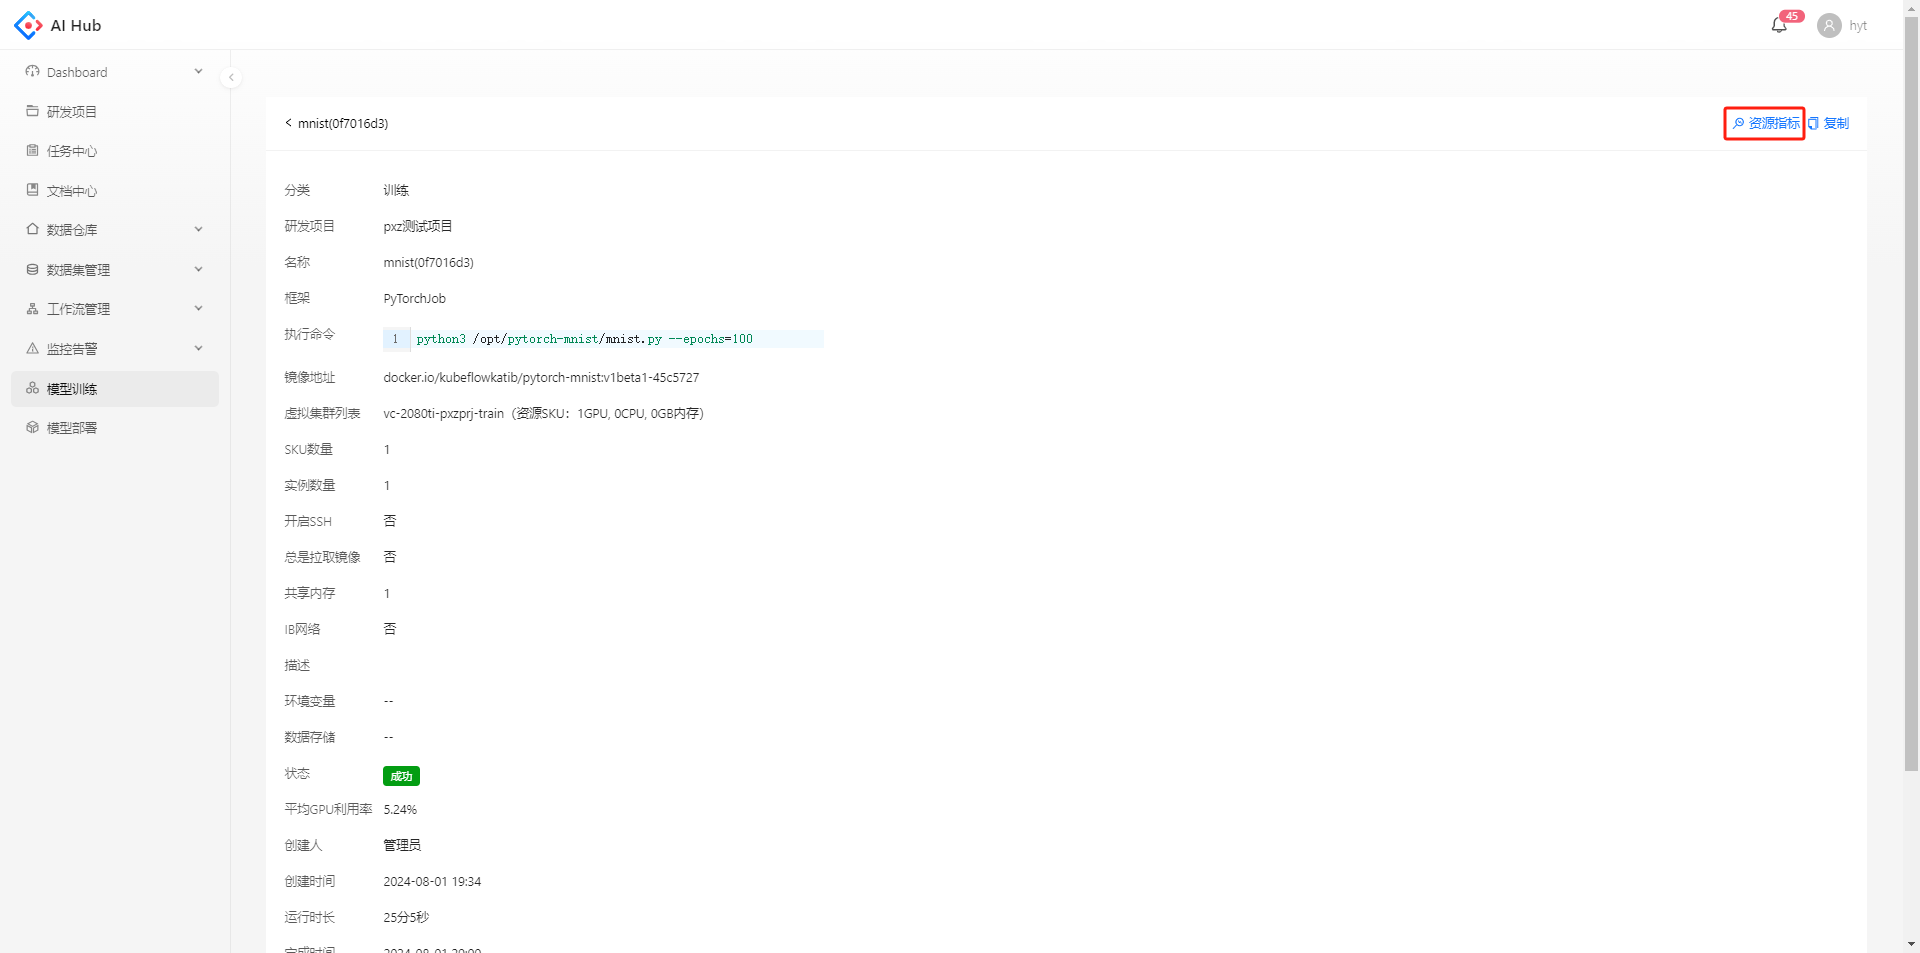 AI Hub
45
hyt
Dashboard
研发项目
任务中心
文档中心
数据仓库
数据集管理
工作流管理
监控告警
模型训练
模型部署
mnist(0f7016d3)
资源指标 复制
分类 训练
研发项目 pxz测试项目
名称 mnist(0f7016d3)
框架 PyTorchJob
执行命令 1 python3 /opt/pytorch-mnist/mnist.py --epochs=100
镜像地址 docker.io/kubeflowkatib/pytorch-mnist:v1beta1-45c5727
虚拟集群列表 vc-2080ti-pxzprj-train（资源SKU：1GPU, 0CPU, 0GB内存）
SKU数量 1
实例数量 1
开启SSH 否
总是拉取镜像 否
共享内存 1
IB网络 否
描述
环境变量 --
数据存储 --
状态 成功
平均GPU利用率 5.24%
创建人 管理员
创建时间 2024-08-01 19:34
运行时长 25分5秒
完成时间 2024-08-01 20:00